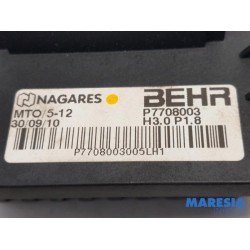 NAGARES BEHR
MTO/5-12 P7708003
30/09/10 H3.0 P1.8
P7708003005LH1
MARESIA